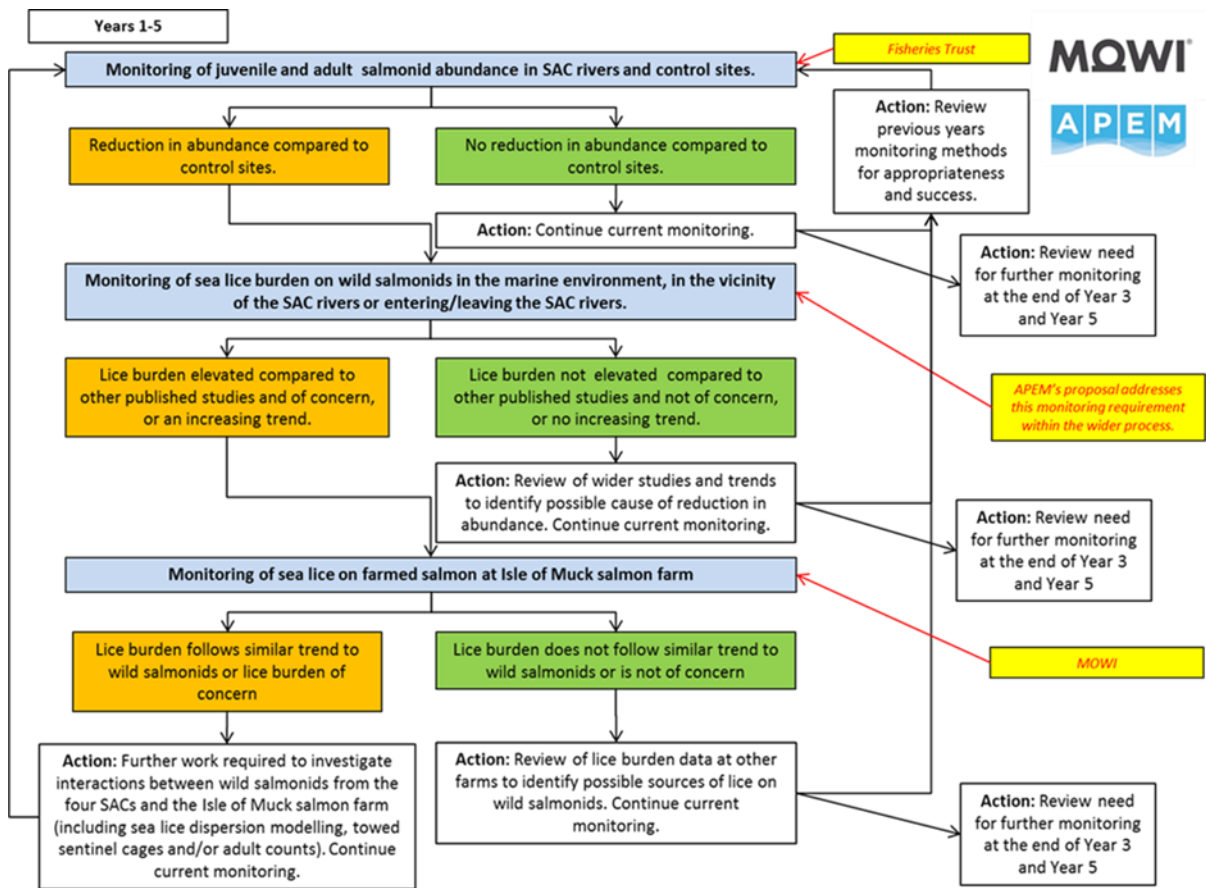 Years 1-5
Fisheries Trust
MOWI®
APEM
Monitoring of juvenile and adult salmonid abundance in SAC rivers and control sites.
Action: Review
previous years
monitoring methods
for appropriateness
and success.
Reduction in abundance compared to
control sites.
No reduction in abundance compared to
control sites.
Action: Continue current monitoring.
Action: Review need
for further monitoring
at the end of Year 3
and Year 5
Monitoring of sea lice burden on wild salmonids in the marine environment, in the vicinity
of the SAC rivers or entering/leaving the SAC rivers.
Lice burden elevated compared to
other published studies and of concern,
or an increasing trend.
Lice burden not elevated compared to
other published studies and not of concern,
or no increasing trend.
APEM's proposal addresses
this monitoring requirement
within the wider process.
Action: Review of wider studies and trends
to identify possible cause of reduction in
abundance. Continue current monitoring.
Action: Review need
for further monitoring
at the end of Year 3
and Year 5
Monitoring of sea lice on farmed salmon at Isle of Muck salmon farm
Lice burden follows similar trend to
wild salmonids or lice burden of
concern
Lice burden does not follow similar trend to
wild salmonids or is not of concern
MOWI
Action: Further work required to investigate
interactions between wild salmonids from the
four SACs and the Isle of Muck salmon farm
(including sea lice dispersion modelling, towed
sentinel cages and/or adult counts). Continue
current monitoring.
Action: Review of lice burden data at other
farms to identify possible sources of lice on
wild salmonids. Continue current
monitoring.
Action: Review need
for further monitoring
at the end of Year 3
and Year 5